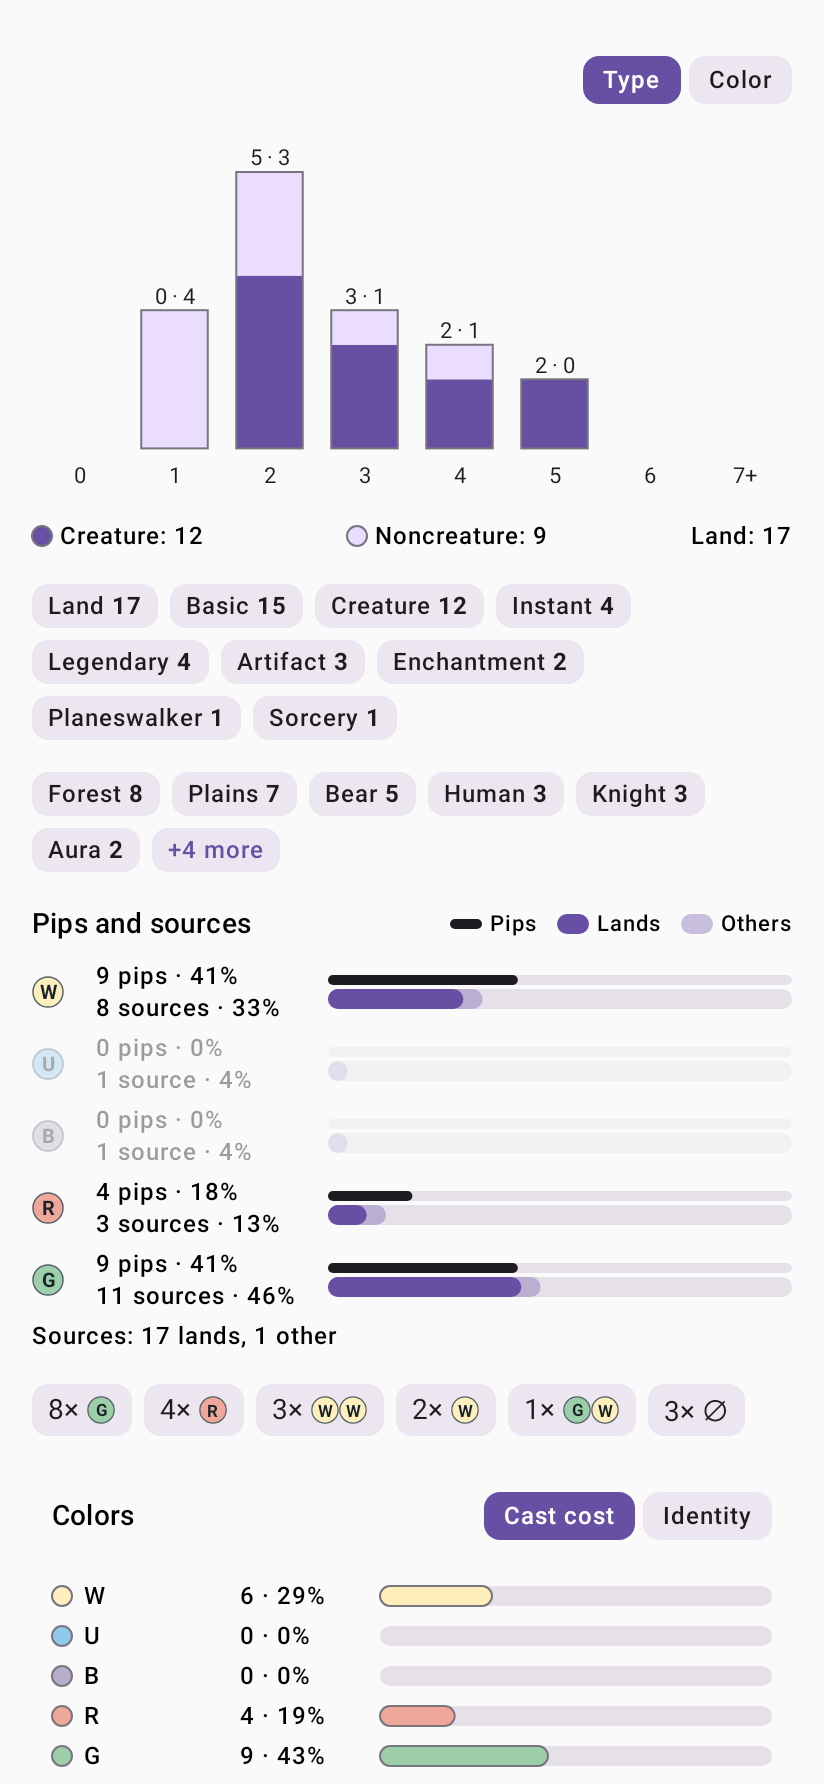 Type Color
5 · 3
0 · 4
3 · 1
2 · 1
2 · 0
0 1 2 3 4 5 6 7+
Creature: 12 Noncreature: 9 Land: 17
Land 17 Basic 15 Creature 12 Instant 4
Legendary 4 Artifact 3 Enchantment 2
Planeswalker 1 Sorcery 1
Forest 8 Plains 7 Bear 5 Human 3 Knight 3
Aura 2 +4 more
Pips and sources Pips Lands Others
W 9 pips · 41%
8 sources · 33%
U 0 pips · 0%
1 source · 4%
B 0 pips · 0%
1 source · 4%
R 4 pips · 18%
3 sources · 13%
G 9 pips · 41%
11 sources · 46%
Sources: 17 lands, 1 other
8× G 4× R 3× W W 2× W 1× G W 3× ∅
Colors Cast cost Identity
W 6 · 29%
U 0 · 0%
B 0 · 0%
R 4 · 19%
G 9 · 43%